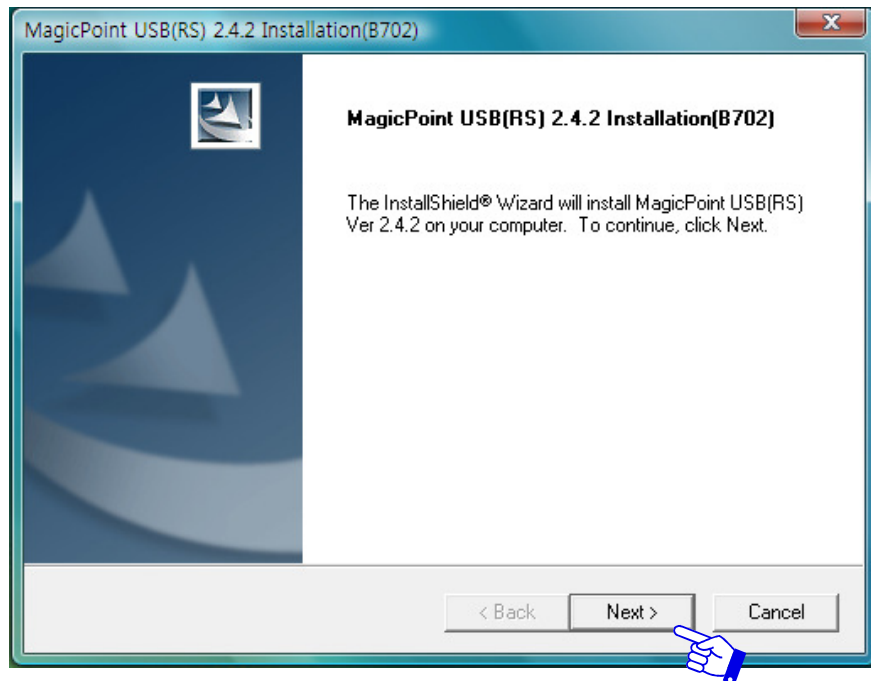 MagicPoint USB(RS) 2.4.2 Installation(B702)
MagicPoint USB(RS) 2.4.2 Installation(B702)
The InstallShield® Wizard will install MagicPoint USB(RS)
Ver 2.4.2 on your computer. To continue, click Next.
< Back Next > Cancel